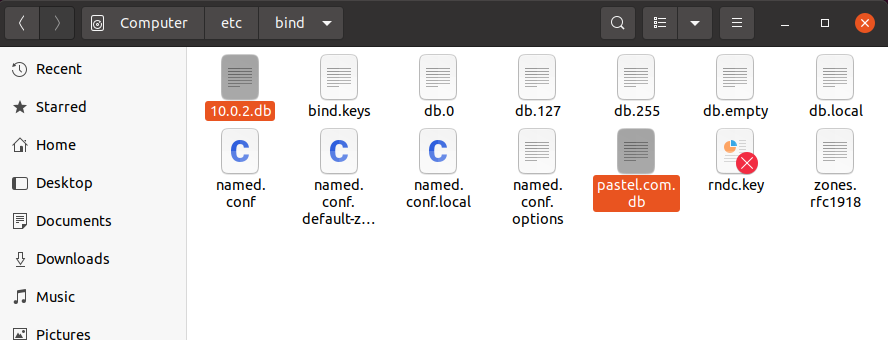 Computer etc bind
Recent
Starred
Home
Desktop
Documents
Downloads
Music
Pictures
10.0.2.db bind.keys db.0 db.127 db.255 db.empty db.local
named. named. named. named. pastel.com. rndc.key zones.
conf conf. conf.local conf. db rfc1918
default-z... options